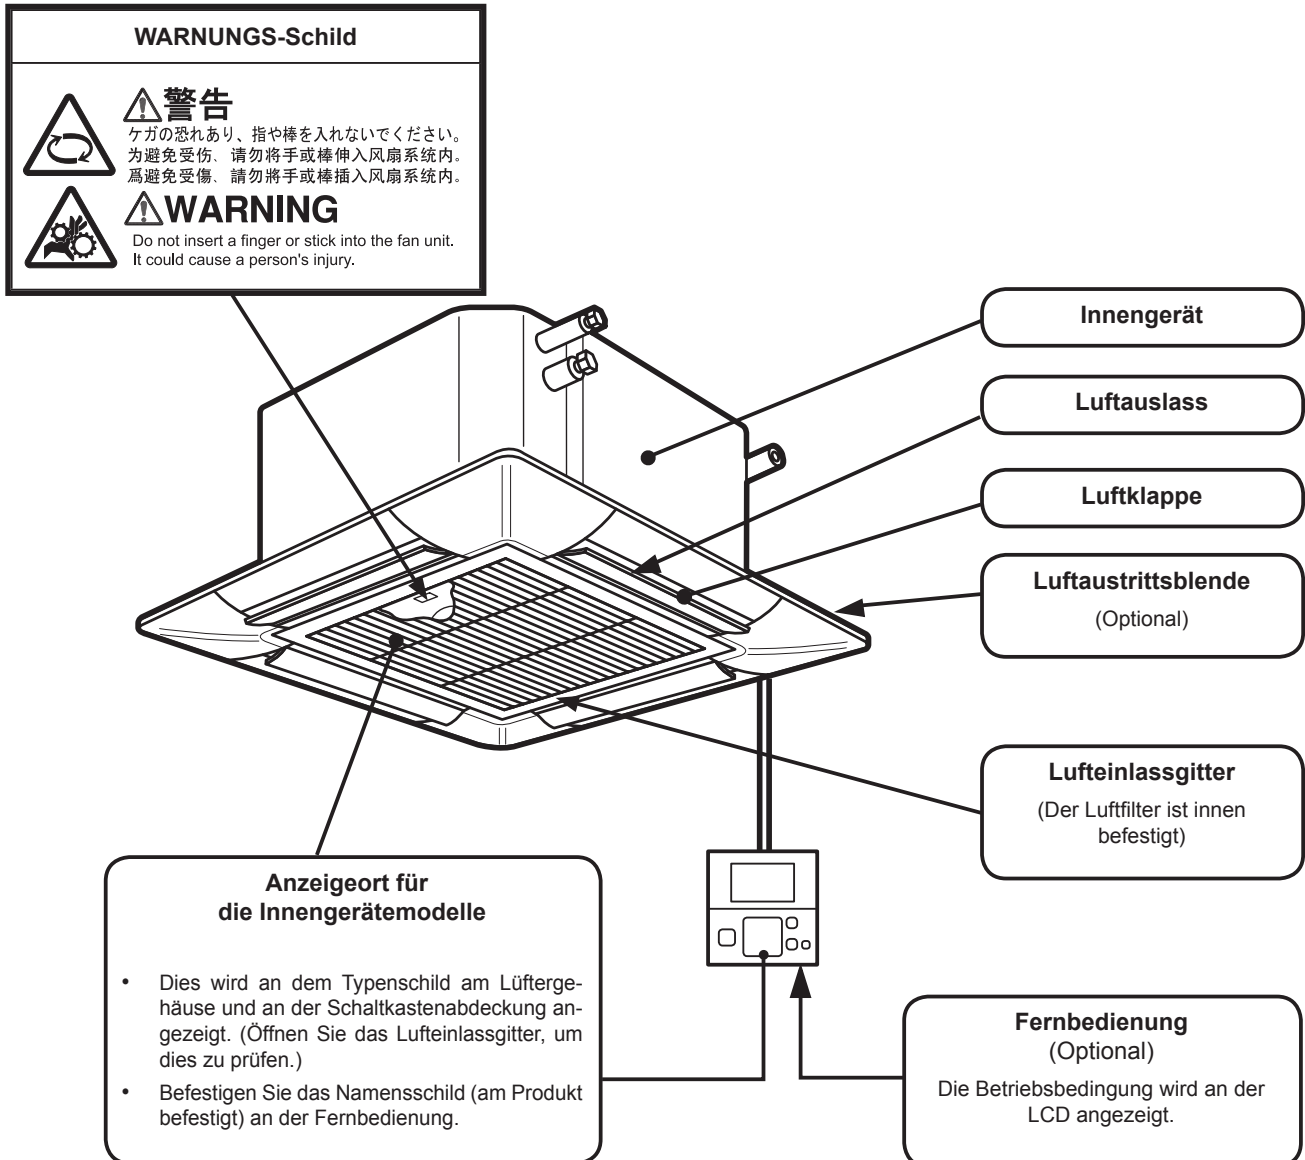 WARNUNGS-Schild
⚠警告
ケガの恐れあり、指や棒を入れないでください。
为避免受伤、请勿将手或棒伸入风扇系统内。
爲避免受傷、請勿將手或棒插入风扇系统内。
⚠WARNING
Do not insert a finger or stick into the fan unit.
It could cause a person's injury.
Innengerät
Luftauslass
Luftklappe
Luftaustrittsblende
(Optional)
Lufteinlassgitter
(Der Luftfilter ist innen
befestigt)
Anzeigeort für
die Innengerätemodelle
• Dies wird an dem Typenschild am Lüfterge-
häuse und an der Schaltkastenabdeckung an-
gezeigt. (Öffnen Sie das Lufteinlassgitter, um
dies zu prüfen.)
• Befestigen Sie das Namensschild (am Produkt
befestigt) an der Fernbedienung.
Fernbedienung
(Optional)
Die Betriebsbedingung wird an der
LCD angezeigt.